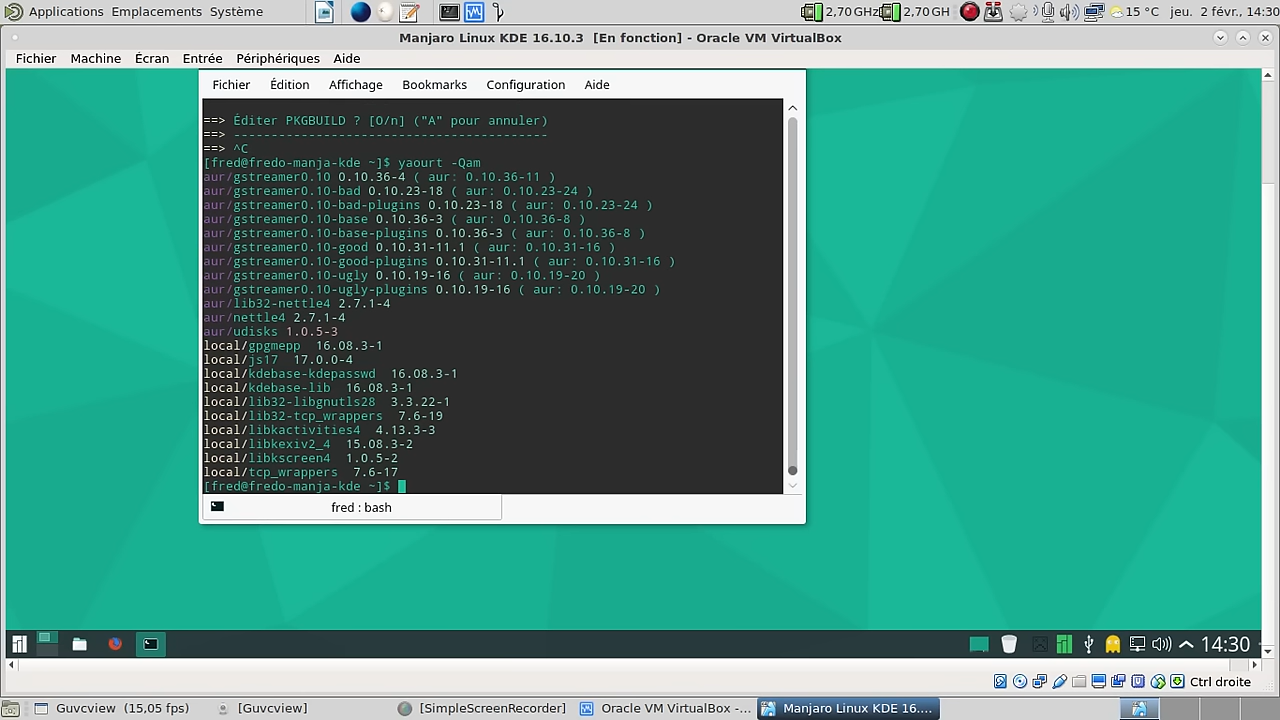 Applications Emplacements Système 2,70 GHz 2,70 GH 15 °C jeu. 2 févr., 14:30
Manjaro Linux KDE 16.10.3 [En fonction] - Oracle VM VirtualBox
Fichier Machine Écran Entrée Périphériques Aide
Fichier Édition Affichage Bookmarks Configuration Aide
==> Éditer PKGBUILD ? [O/n] ("A" pour annuler)
==> ------------------------------------------
==> ^C
[fred@fredo-manja-kde ~]$ yaourt -Qam
aur/gstreamer0.10 0.10.36-4 ( aur: 0.10.36-11 )
aur/gstreamer0.10-bad 0.10.23-18 ( aur: 0.10.23-24 )
aur/gstreamer0.10-bad-plugins 0.10.23-18 ( aur: 0.10.23-24 )
aur/gstreamer0.10-base 0.10.36-3 ( aur: 0.10.36-8 )
aur/gstreamer0.10-base-plugins 0.10.36-3 ( aur: 0.10.36-8 )
aur/gstreamer0.10-good 0.10.31-11.1 ( aur: 0.10.31-16 )
aur/gstreamer0.10-good-plugins 0.10.31-11.1 ( aur: 0.10.31-16 )
aur/gstreamer0.10-ugly 0.10.19-16 ( aur: 0.10.19-20 )
aur/gstreamer0.10-ugly-plugins 0.10.19-16 ( aur: 0.10.19-20 )
aur/lib32-nettle4 2.7.1-4
aur/nettle4 2.7.1-4
aur/udisks 1.0.5-3
local/gpgmepp 16.08.3-1
local/js17 17.0.0-4
local/kdebase-kdepasswd 16.08.3-1
local/kdebase-lib 16.08.3-1
local/lib32-libgnutls28 3.3.22-1
local/lib32-tcp_wrappers 7.6-19
local/libkactivities4 4.13.3-3
local/libkexiv2_4 15.08.3-2
local/libkscreen4 1.0.5-2
local/tcp_wrappers 7.6-17
[fred@fredo-manja-kde ~]$
fred : bash
14:30
Ctrl droite
Guvcview (15,05 fps) [Guvcview] [SimpleScreenRecorder] Oracle VM VirtualBox -... Manjaro Linux KDE 16....